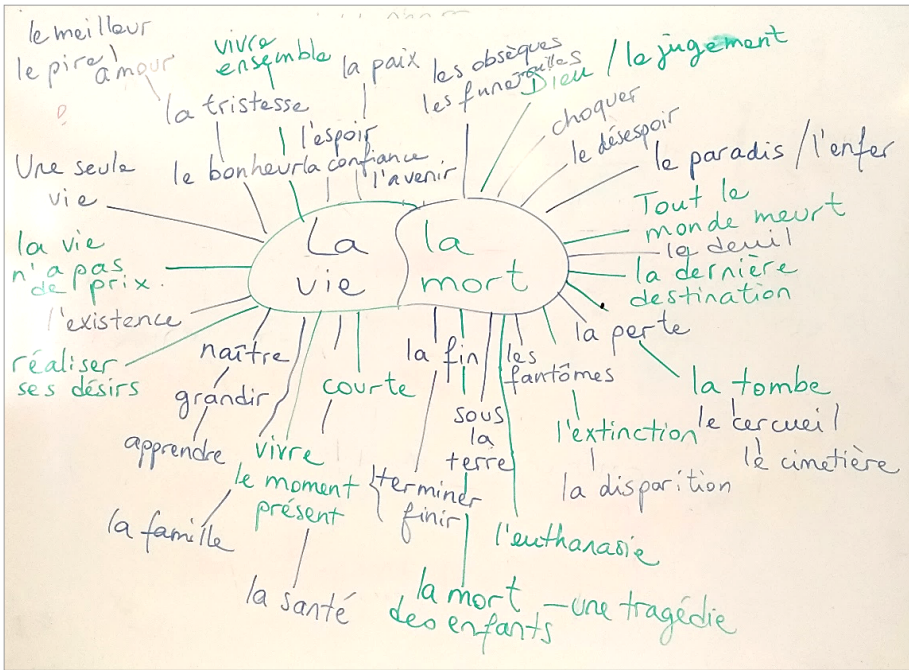 le meilleur
le pire
amour
vivre
ensemble
la paix
les obsèques
les funérailles
Dieu / le jugement
choquer
le désespoir
le paradis / l'enfer
la tristesse
l'espoir
le bonheur
la confiance
l'avenir
Une seule
vie
La
vie
la
mort
Tout le
monde meurt
le deuil
la dernière
destination
la vie
n'a pas
de prix.
l'existence
réaliser
ses désirs
naître
grandir
apprendre
la famille
vivre
le moment
présent
la santé
courte
la fin
terminer
finir
sous
la
terre
la mort
des enfants
– une tragédie
les
fantômes
l'euthanasie
l'extinction
la disparition
la perte
la tombe
le cercueil
le cimetière